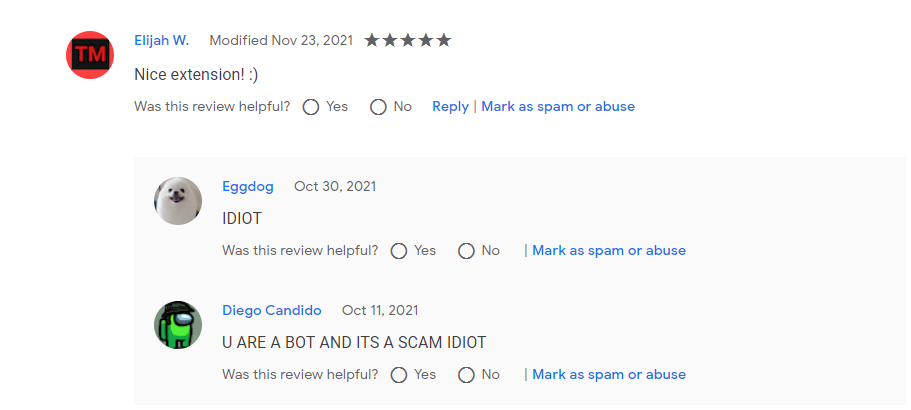 TM
Elijah W. Modified Nov 23, 2021
Nice extension! :)
Was this review helpful? Yes No Reply | Mark as spam or abuse
Eggdog Oct 30, 2021
IDIOT
Was this review helpful? Yes No | Mark as spam or abuse
Diego Candido Oct 11, 2021
U ARE A BOT AND ITS A SCAM IDIOT
Was this review helpful? Yes No | Mark as spam or abuse